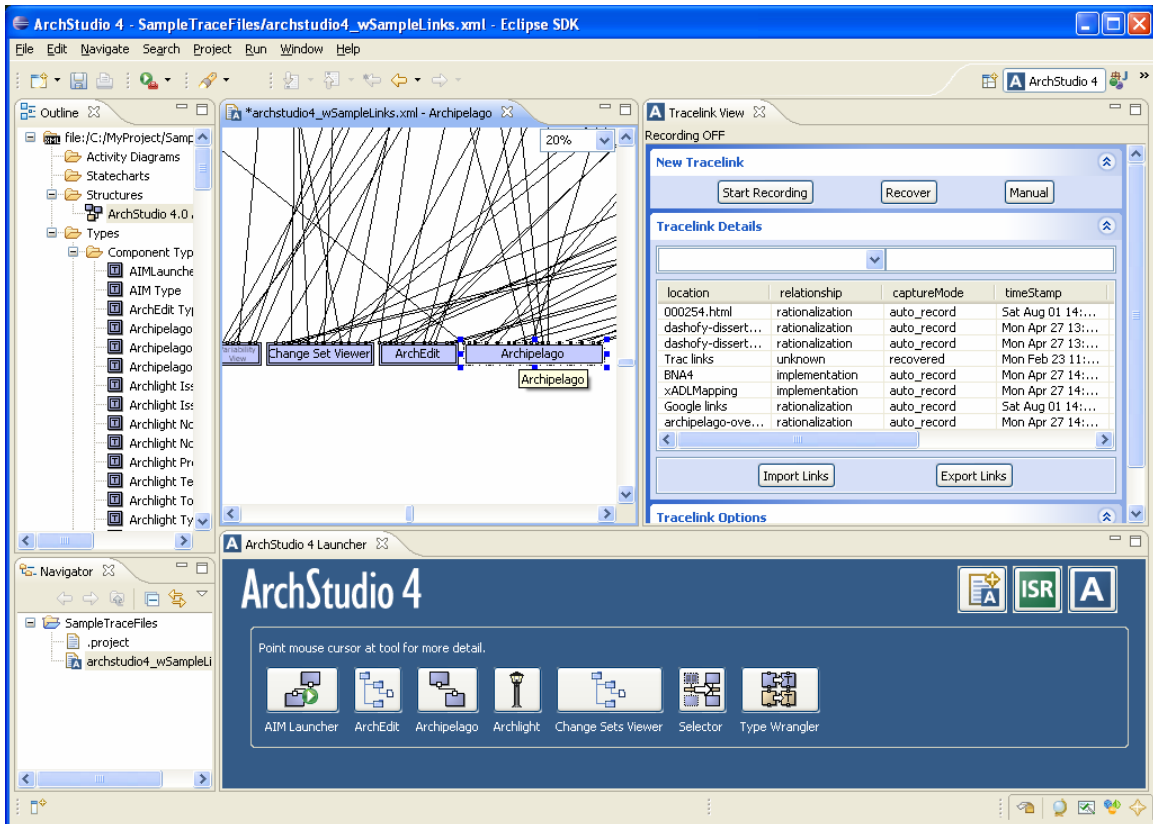 ArchStudio 4 - SampleTraceFiles/archstudio4_wSampleLinks.xml - Eclipse SDK
File Edit Navigate Search Project Run Window Help
ArchStudio 4
Outline
file:/C:/MyProject/Samp
Activity Diagrams
Statecharts
Structures
ArchStudio 4.0
Types
Component Typ
AIMLaunche
AIM Type
ArchEdit Ty
Archipelago
Archipelago
Archipelago
Archlight Iss
Archlight Iss
Archlight No
Archlight No
Archlight Pr
Archlight Te
Archlight To
Archlight Ty
*archstudio4_wSampleLinks.xml - Archipelago
20%
Variability View
Change Set Viewer
ArchEdit
Archipelago
Archipelago
Tracelink View
Recording OFF
New Tracelink
Start Recording Recover Manual
Tracelink Details
location relationship captureMode timeStamp
000254.html rationalization auto_record Sat Aug 01 14:...
dashofy-dissert... rationalization auto_record Mon Apr 27 13:...
dashofy-dissert... rationalization auto_record Mon Apr 27 13:...
Trac links unknown recovered Mon Feb 23 11:...
BNA4 implementation auto_record Mon Apr 27 14:...
xADLMapping implementation auto_record Mon Apr 27 14:...
Google links rationalization auto_record Sat Aug 01 14:...
archipelago-ove... rationalization auto_record Mon Apr 27 14:...
Import Links Export Links
Tracelink Options
Navigator
SampleTraceFiles
.project
archstudio4_wSampleLi
ArchStudio 4 Launcher
ArchStudio 4
ISR A
Point mouse cursor at tool for more detail.
AIM Launcher ArchEdit Archipelago Archlight Change Sets Viewer Selector Type Wrangler